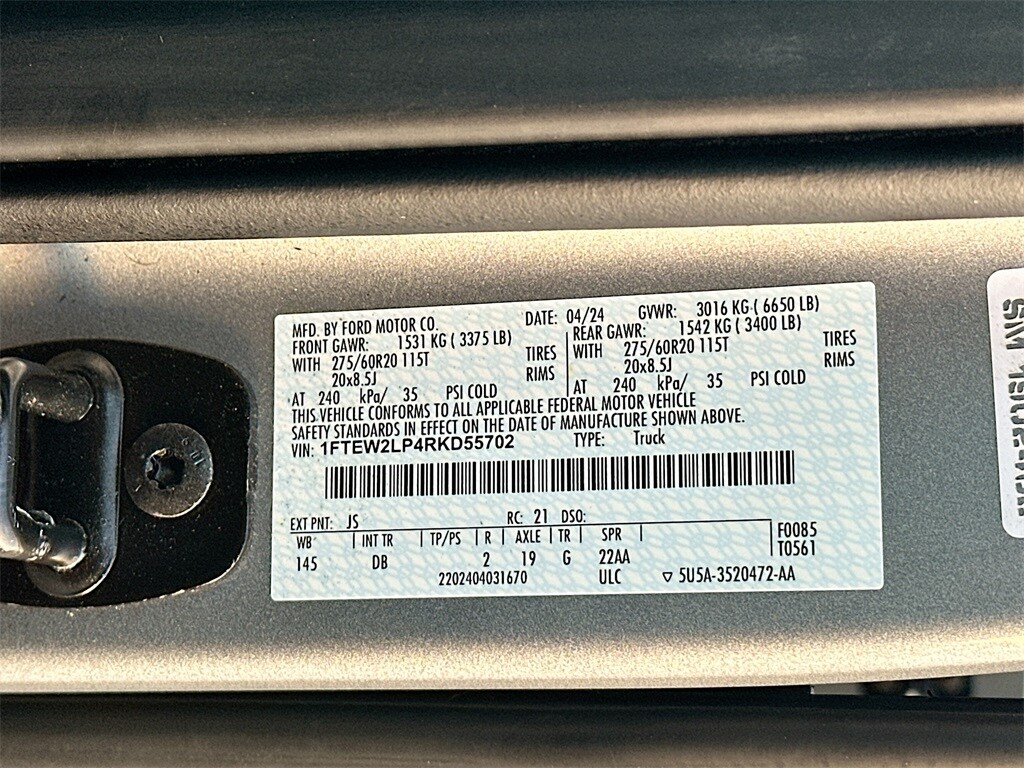 MFD. BY FORD MOTOR CO. DATE: 04/24 GVWR: 3016 KG ( 6650 LB)
FRONT GAWR: 1531 KG ( 3375 LB) REAR GAWR: 1542 KG ( 3400 LB)
WITH 275/60R20 115T TIRES WITH 275/60R20 115T TIRES
20x8.5J RIMS 20x8.5J RIMS
AT 240 kPa/ 35 PSI COLD AT 240 kPa/ 35 PSI COLD
THIS VEHICLE CONFORMS TO ALL APPLICABLE FEDERAL MOTOR VEHICLE
SAFETY STANDARDS IN EFFECT ON THE DATE OF MANUFACTURE SHOWN ABOVE.
VIN: 1FTEW2LP4RKD55702 TYPE: Truck
EXT PNT: JS RC: 21 DSO:
WB INT TR TP/PS R AXLE TR SPR F0085
145 DB 2 19 G 22AA T0561
2202404031670 ULC ▽ 5U5A-3520472-AA